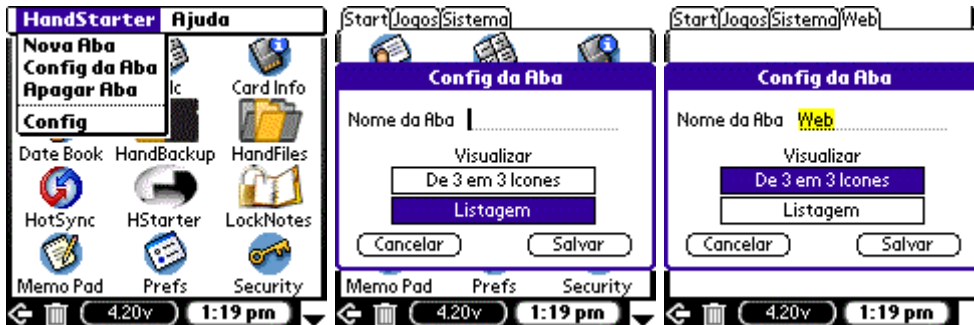 HandStarter Ajuda
Nova Aba
Config da Aba
Apagar Aba
Config
lc Card Info
Date Book HandBackup HandFiles
HotSync HStarter LockNotes
Memo Pad Prefs Security
4.20v 1:19 pm
Start Jogos Sistema
Config da Aba
Nome da Aba
Visualizar
De 3 em 3 Icones
Listagem
Cancelar Salvar
Memo Pad Prefs Security
4.20v 1:19 pm
Start Jogos Sistema Web
Config da Aba
Nome da Aba Web
Visualizar
De 3 em 3 Icones
Listagem
Cancelar Salvar
4.20v 1:19 pm